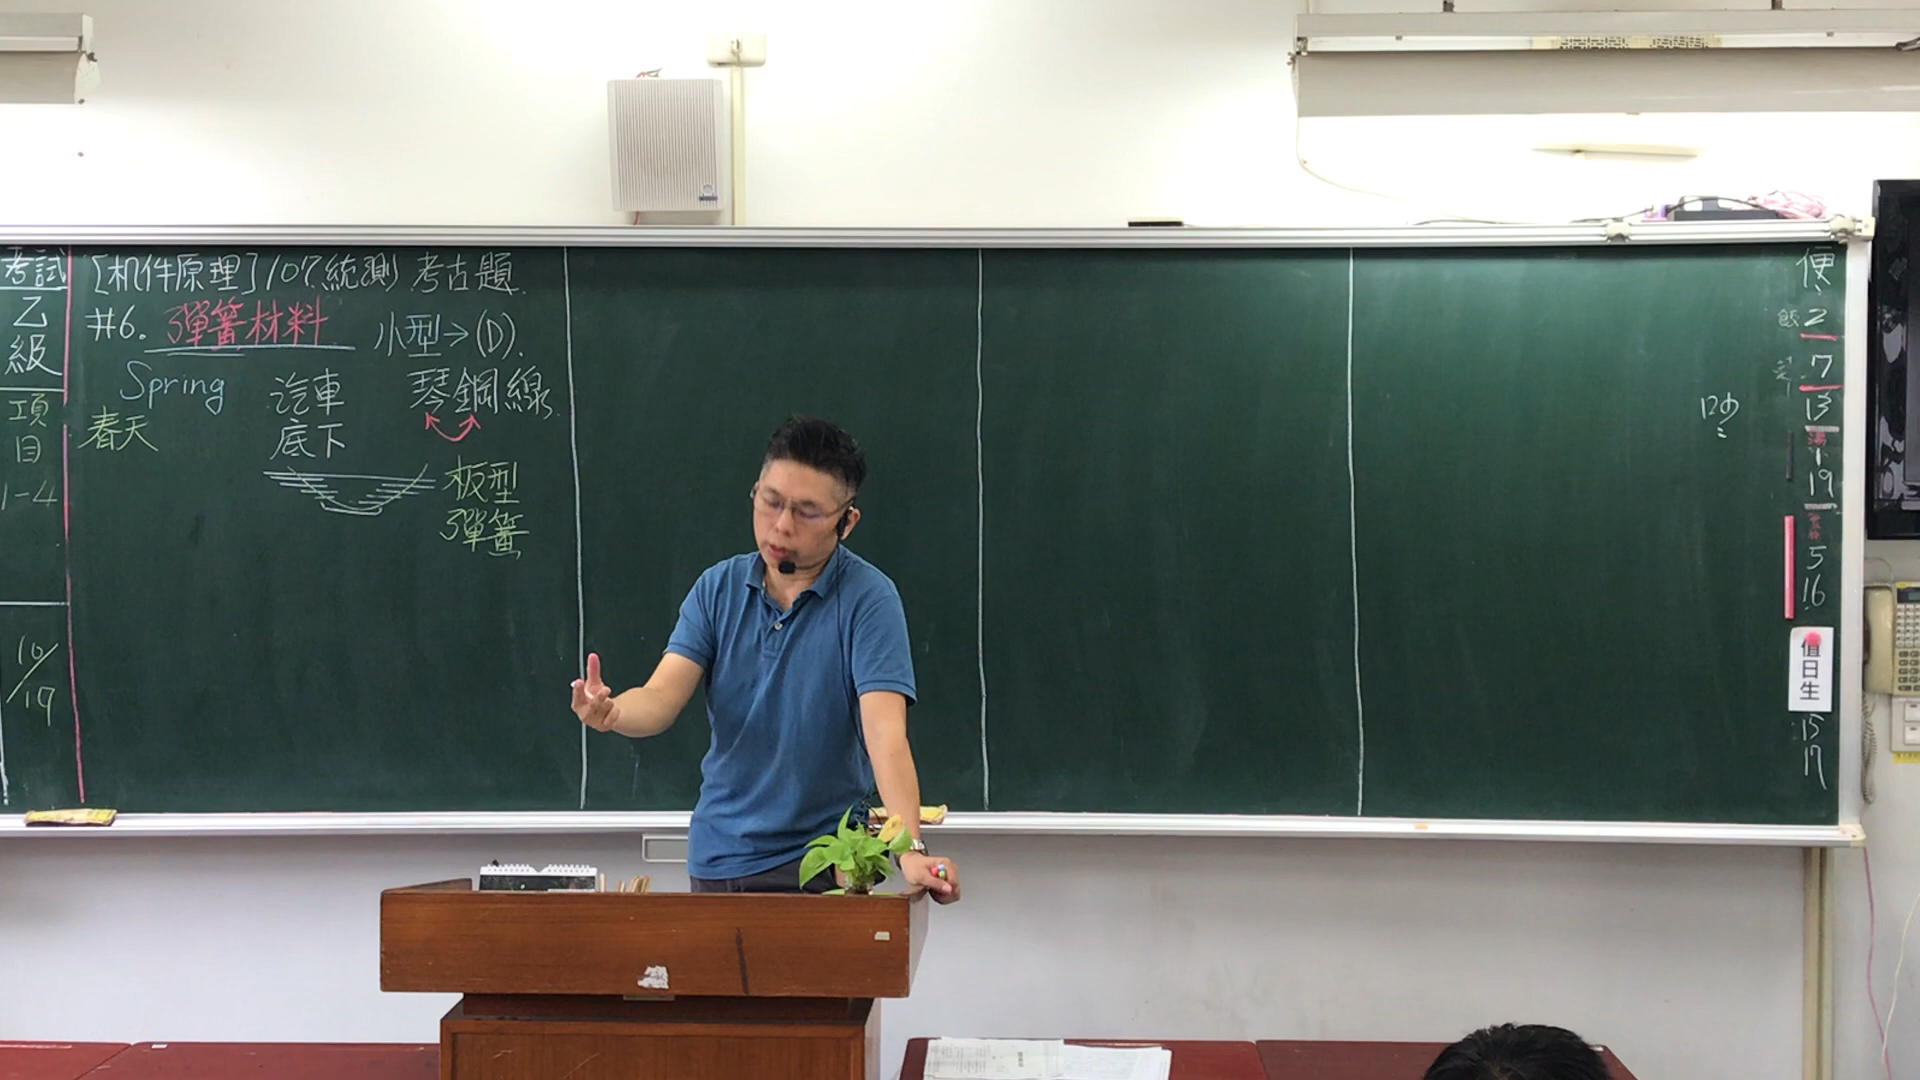 考試
乙
級
項
目
1-4
10/19
[机件原理]107.統測 考古題.
#6. 彈簧材料 小型→(D).
Spring
春天
汽車
底下
琴鋼線.
板型
彈簧
便
2
7
13
湯
19
5
16
值日生
15
17